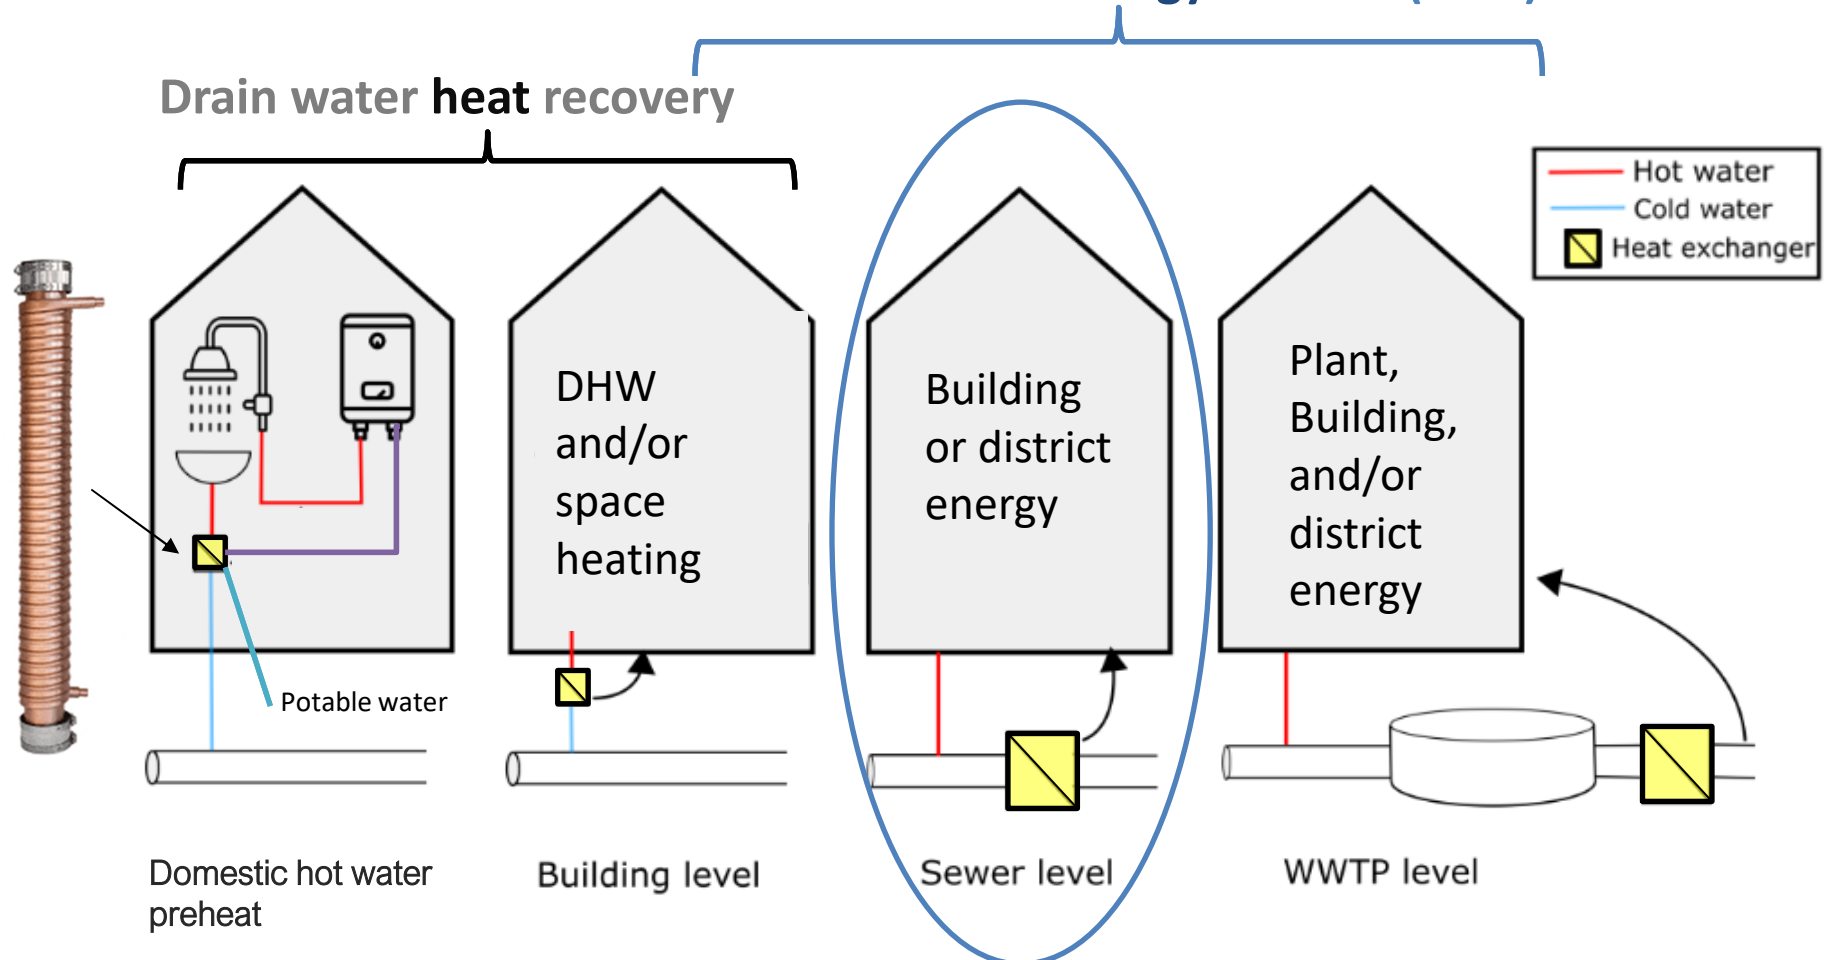 Drain water heat recovery
Hot water
Cold water
Heat exchanger
DHW
and/or
space
heating
Building
or district
energy
Plant,
Building,
and/or
district
energy
Potable water
Domestic hot water
preheat
Building level
Sewer level
WWTP level